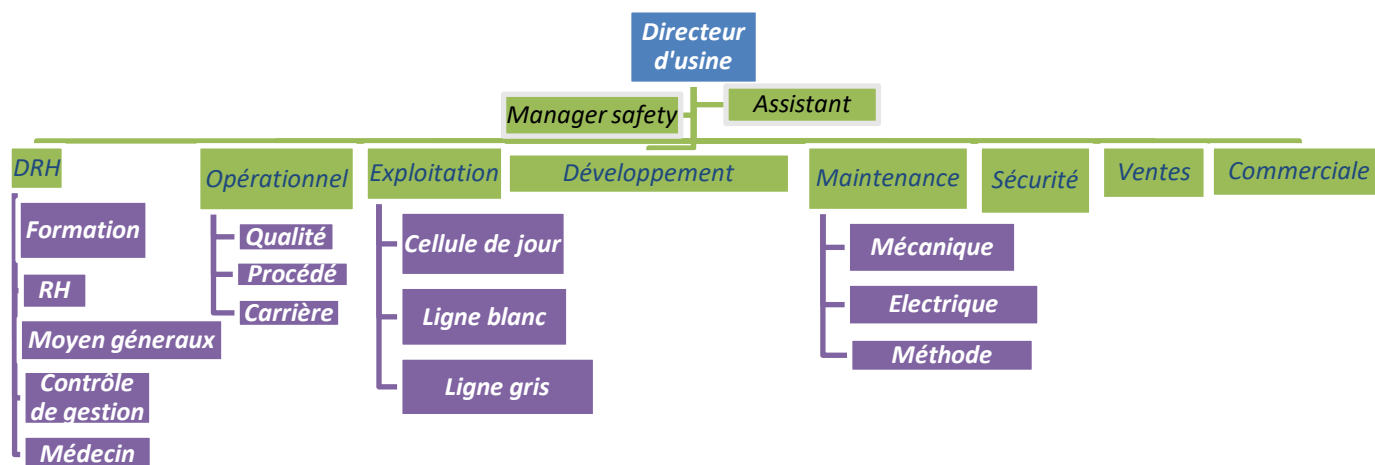 Directeur
d'usine
Assistant
Manager safety
DRH
Opérationnel
Exploitation
Développement
Maintenance
Sécurité
Ventes
Commerciale
Formation
RH
Moyen géneraux
Contrôle
de gestion
Médecin
Qualité
Procédé
Carrière
Cellule de jour
Ligne blanc
Ligne gris
Mécanique
Electrique
Méthode